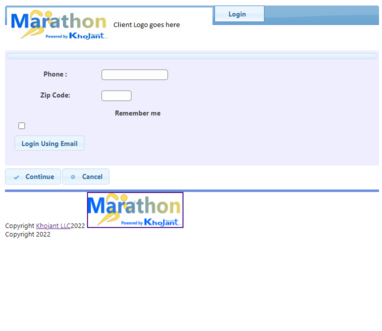 Marathon
Powered by Khojant
Client Logo goes here
Login
Phone :
Zip Code:
Remember me
Login Using Email
Continue
Cancel
Marathon
Powered by Khojant
Copyright Khojant LLC2022
Copyright 2022